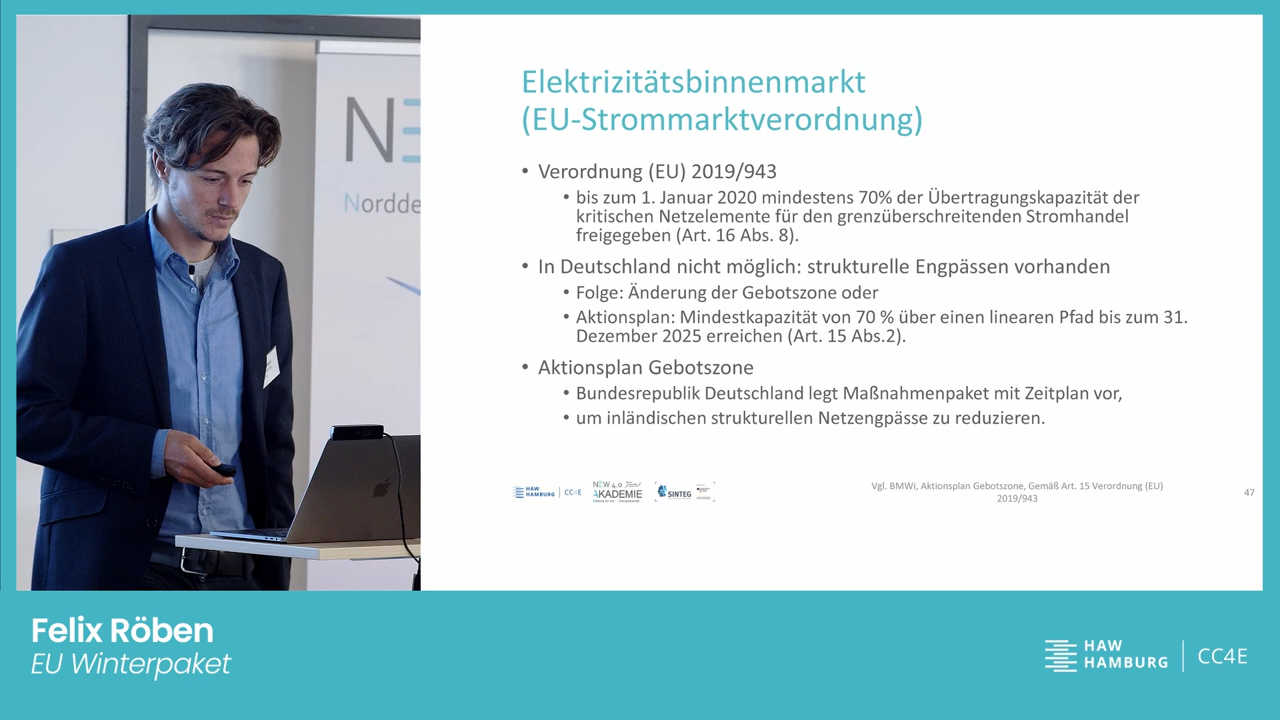 NE
Nordde
Elektrizitätsbinnenmarkt
(EU-Strommarktverordnung)
• Verordnung (EU) 2019/943
• bis zum 1. Januar 2020 mindestens 70% der Übertragungskapazität der
kritischen Netzelemente für den grenzüberschreitenden Stromhandel
freigegeben (Art. 16 Abs. 8).
• In Deutschland nicht möglich: strukturelle Engpässen vorhanden
• Folge: Änderung der Gebotszone oder
• Aktionsplan: Mindestkapazität von 70 % über einen linearen Pfad bis zum 31.
Dezember 2025 erreichen (Art. 15 Abs.2).
• Aktionsplan Gebotszone
• Bundesrepublik Deutschland legt Maßnahmenpaket mit Zeitplan vor,
• um inländischen strukturellen Netzengpässe zu reduzieren.
HAW
HAMBURG
CC4E
NEW 4.0
AKADEMIE
SINTEG
Vgl. BMWi, Aktionsplan Gebotszone, Gemäß Art. 15 Verordnung (EU)
2019/943
47
Felix Röben
EU Winterpaket
HAW
HAMBURG
CC4E